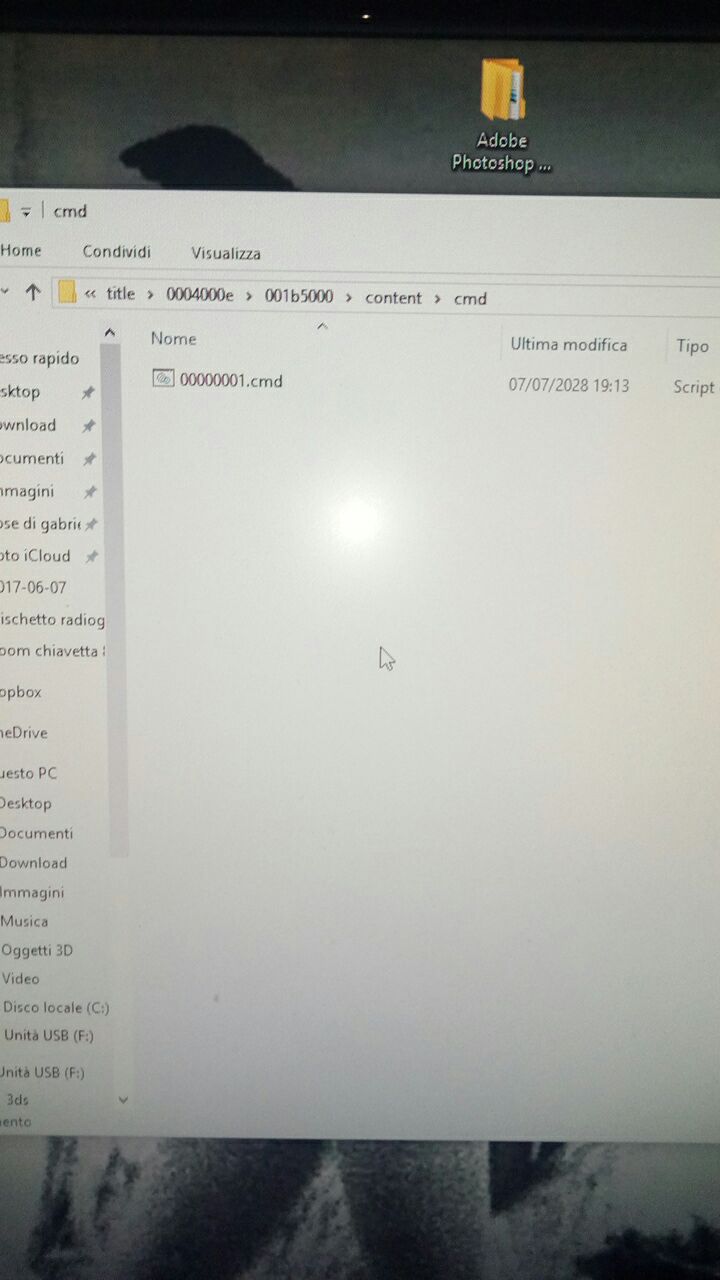 Adobe
Photoshop ...
cmd
Home Condividi Visualizza
« title › 0004000e › 001b5000 › content › cmd
Nome Ultima modifica Tipo
00000001.cmd 07/07/2028 19:13 Script
esso rapido
sktop
wnload
ocumenti
mmagini
ose di gabrie
oto iCloud
017-06-07
ischetto radiog
oom chiavetta
opbox
neDrive
uesto PC
Desktop
Documenti
Download
Immagini
Musica
Oggetti 3D
Video
Disco locale (C:)
Unità USB (F:)
Unità USB (F:)
3ds
ento